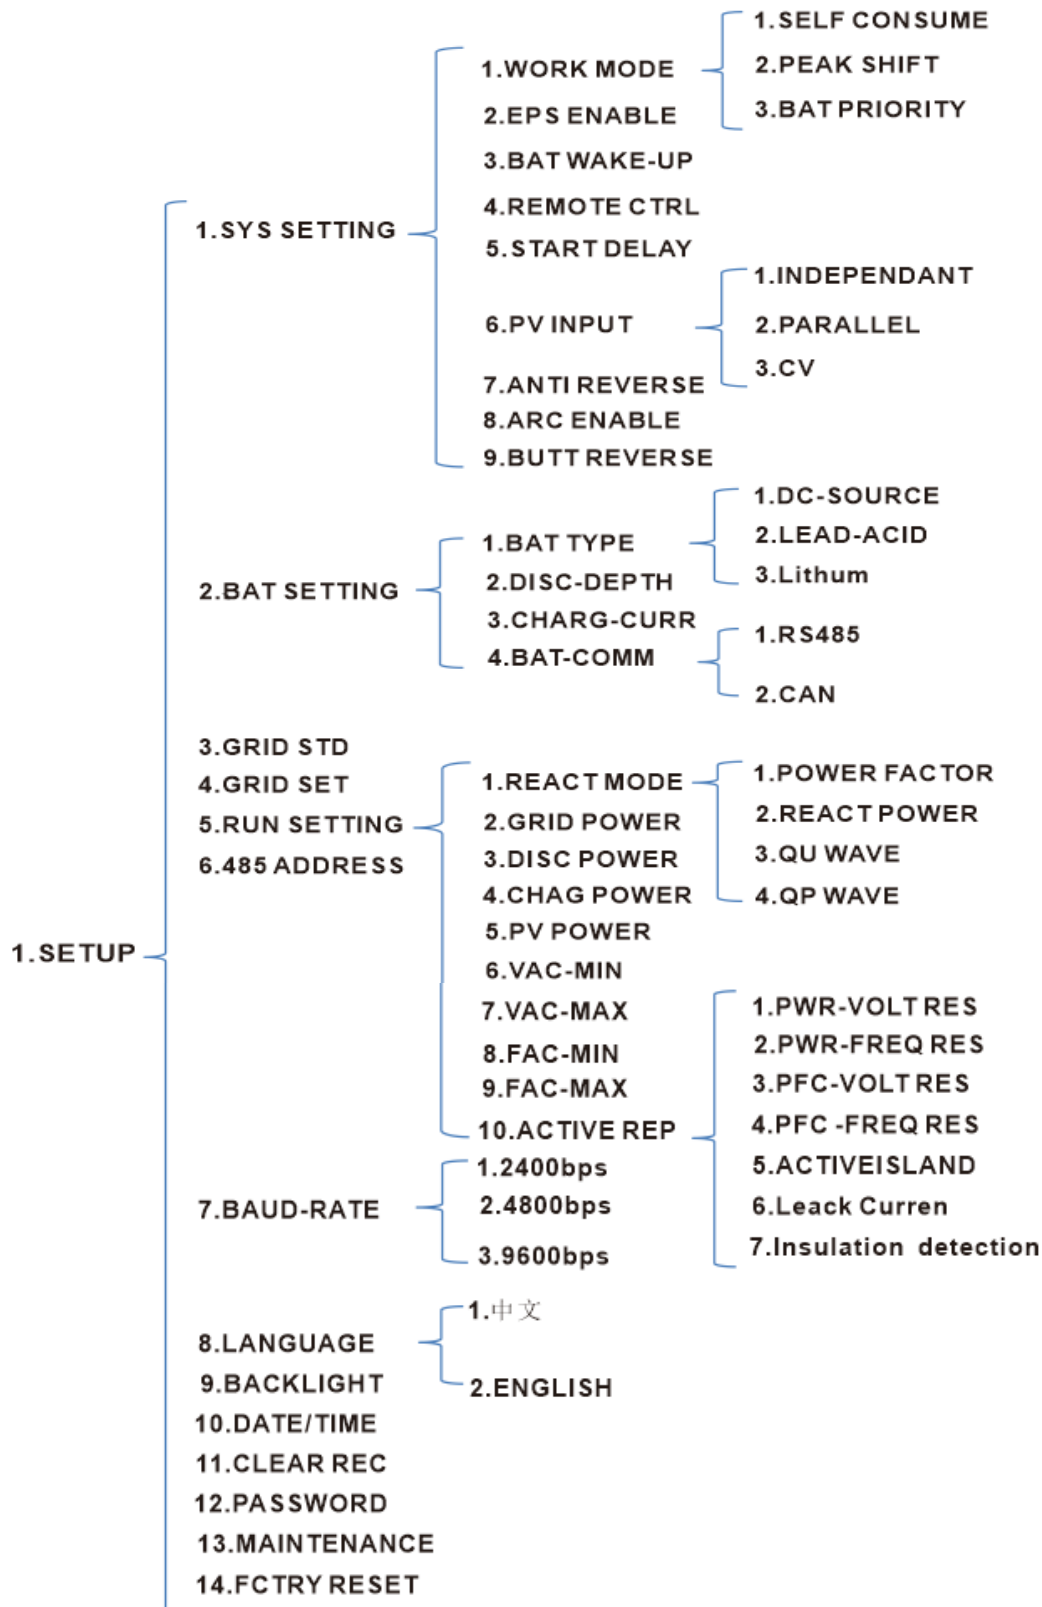 1.SETUP
1.SYS SETTING
1.WORK MODE
1.SELF CONSUME
2.PEAK SHIFT
3.BAT PRIORITY
2.EPS ENABLE
3.BAT WAKE-UP
4.REMOTE CTRL
5.START DELAY
6.PV INPUT
1.INDEPENDANT
2.PARALLEL
3.CV
7.ANTI REVERSE
8.ARC ENABLE
9.BUTT REVERSE
2.BAT SETTING
1.BAT TYPE
1.DC-SOURCE
2.LEAD-ACID
3.Lithum
2.DISC-DEPTH
3.CHARG-CURR
4.BAT-COMM
1.RS485
2.CAN
3.GRID STD
4.GRID SET
5.RUN SETTING
1.REACT MODE
1.POWER FACTOR
2.REACT POWER
3.QU WAVE
4.QP WAVE
2.GRID POWER
3.DISC POWER
4.CHAG POWER
5.PV POWER
6.VAC-MIN
7.VAC-MAX
8.FAC-MIN
9.FAC-MAX
10.ACTIVE REP
1.PWR-VOLT RES
2.PWR-FREQ RES
3.PFC-VOLT RES
4.PFC -FREQ RES
5.ACTIVEISLAND
6.Leack Curren
7.Insulation detection
6.485 ADDRESS
7.BAUD-RATE
1.2400bps
2.4800bps
3.9600bps
8.LANGUAGE
1.中文
2.ENGLISH
9.BACKLIGHT
10.DATE/TIME
11.CLEAR REC
12.PASSWORD
13.MAINTENANCE
14.FCTRY RESET